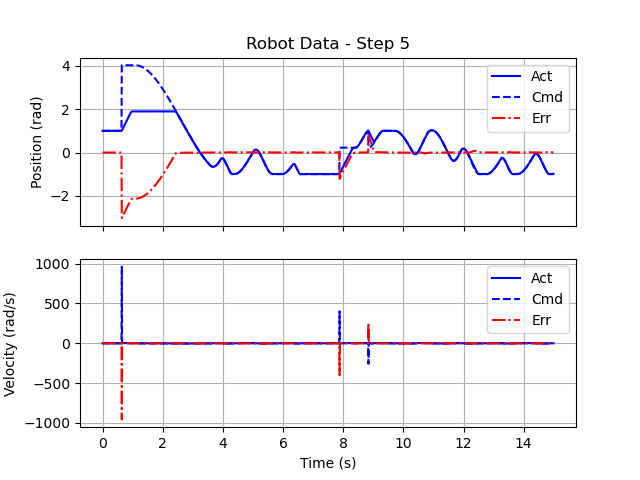 Robot Data - Step 5
Position (rad)
4
2
0
−2
Act
Cmd
Err
Velocity (rad/s)
1000
500
0
−500
−1000
Act
Cmd
Err
0 2 4 6 8 10 12 14
Time (s)